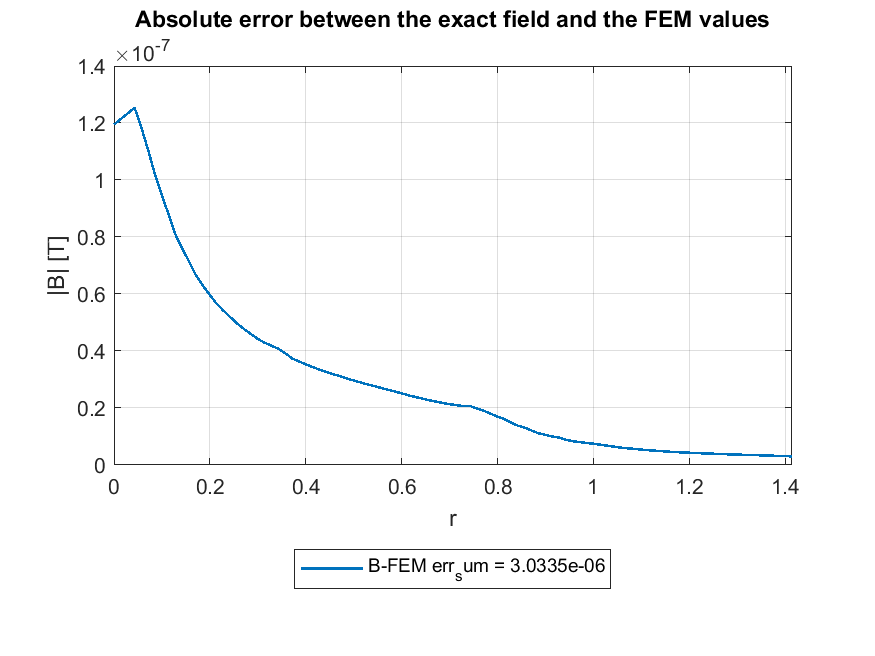 Absolute error between the exact field and the FEM values
×10-7
1.4
1.2
1
0.8
0.6
0.4
0.2
0
|B| [T]
0 0.2 0.4 0.6 0.8 1 1.2 1.4
r
B-FEM errsum = 3.0335e-06